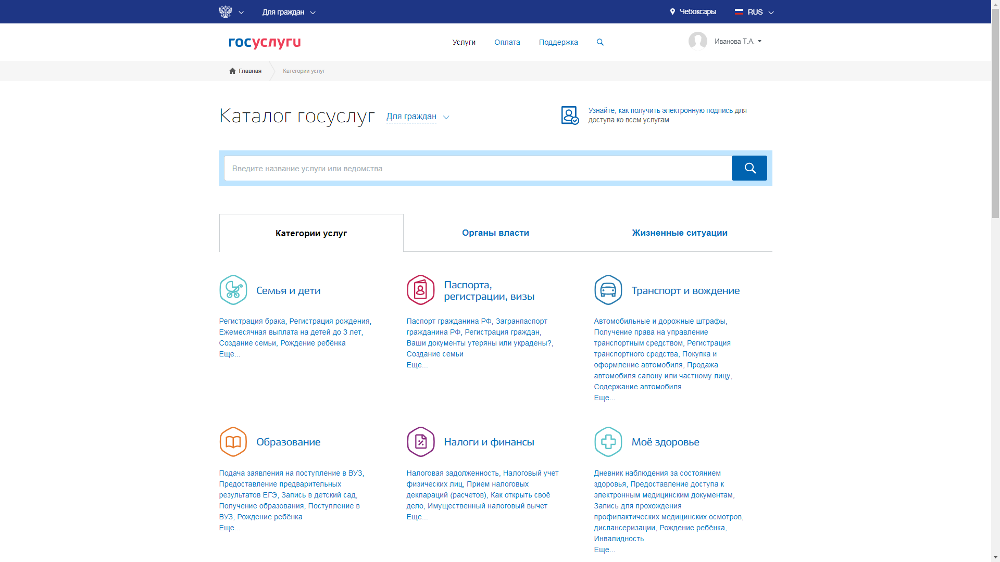 Для граждан
Чебоксары
RUS
госуслуги
Услуги
Оплата
Поддержка
Иванова Т.А.
Главная
Категории услуг
Каталог госуслуг
Для граждан
Узнайте, как получить электронную подпись для
доступа ко всем услугам
Введите название услуги или ведомства
Категории услуг
Органы власти
Жизненные ситуации
Семья и дети
Регистрация брака, Регистрация рождения,
Ежемесячная выплата на детей до 3 лет,
Создание семьи, Рождение ребёнка
Еще...
Паспорта,
регистрации, визы
Паспорт гражданина РФ, Загранпаспорт
гражданина РФ, Регистрация граждан,
Ваши документы утеряны или украдены?,
Создание семьи
Еще...
Транспорт и вождение
Автомобильные и дорожные штрафы,
Получение права на управление
транспортным средством, Регистрация
транспортного средства, Покупка и
оформление автомобиля, Продажа
автомобиля салону или частному лицу,
Содержание автомобиля
Еще...
Образование
Подача заявления на поступление в ВУЗ,
Предоставление предварительных
результатов ЕГЭ, Запись в детский сад,
Получение образования, Поступление в
ВУЗ, Рождение ребёнка
Еще...
Налоги и финансы
Налоговая задолженность, Налоговый учет
физических лиц, Прием налоговых
деклараций (расчетов), Как открыть своё
дело, Имущественный налоговый вычет
Еще...
Моё здоровье
Дневник наблюдения за состоянием
здоровья, Предоставление доступа к
электронным медицинским документам,
Запись для прохождения
профилактических медицинских осмотров,
диспансеризации, Рождение ребёнка,
Инвалидность
Еще...